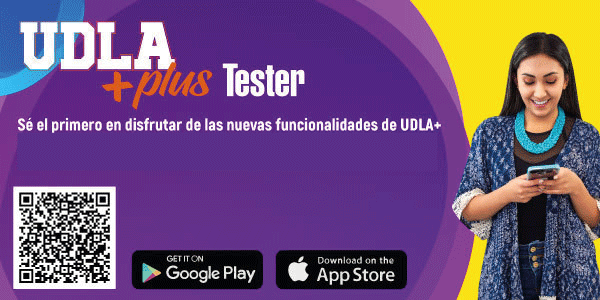 UDLA
+plus Tester
Sé el primero en disfrutar de las nuevas funcionalidades de UDLA+
GET IT ON
Google Play
Download on the
App Store